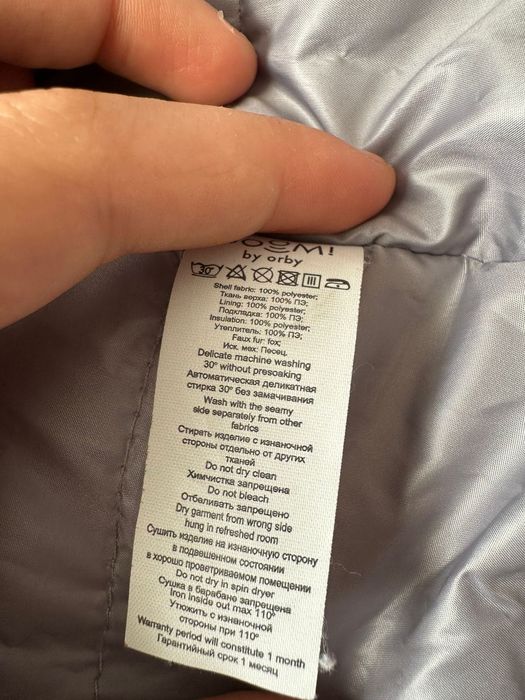 OOM!
by orby
30°
Shell fabric: 100% polyester;
Ткань верха: 100% ПЭ;
Lining: 100% polyester;
Подкладка: 100% ПЭ;
Insulation: 100% polyester;
Утеплитель: 100% ПЭ;
Faux fur: fox;
Иск. мех: Песец.
Delicate machine washing
30° without presoaking
Автоматическая деликатная
стирка 30° без замачивания
Wash with the seamy
side separately from other
fabrics
Стирать изделие с изнаночной
стороны отдельно от других
тканей
Do not dry clean
Химчистка запрещена
Do not bleach
Отбеливать запрещено
Dry garment from wrong side
hung in refreshed room
Сушить изделие на изнаночную сторону
в подвешенном состоянии
в хорошо проветриваемом помещении
Do not dry in spin dryer
Сушка в барабане запрещена
Iron inside out max 110°
Утюжить с изнаночной
стороны при 110°
Warranty period will constitute 1 month
Гарантийный срок 1 месяц